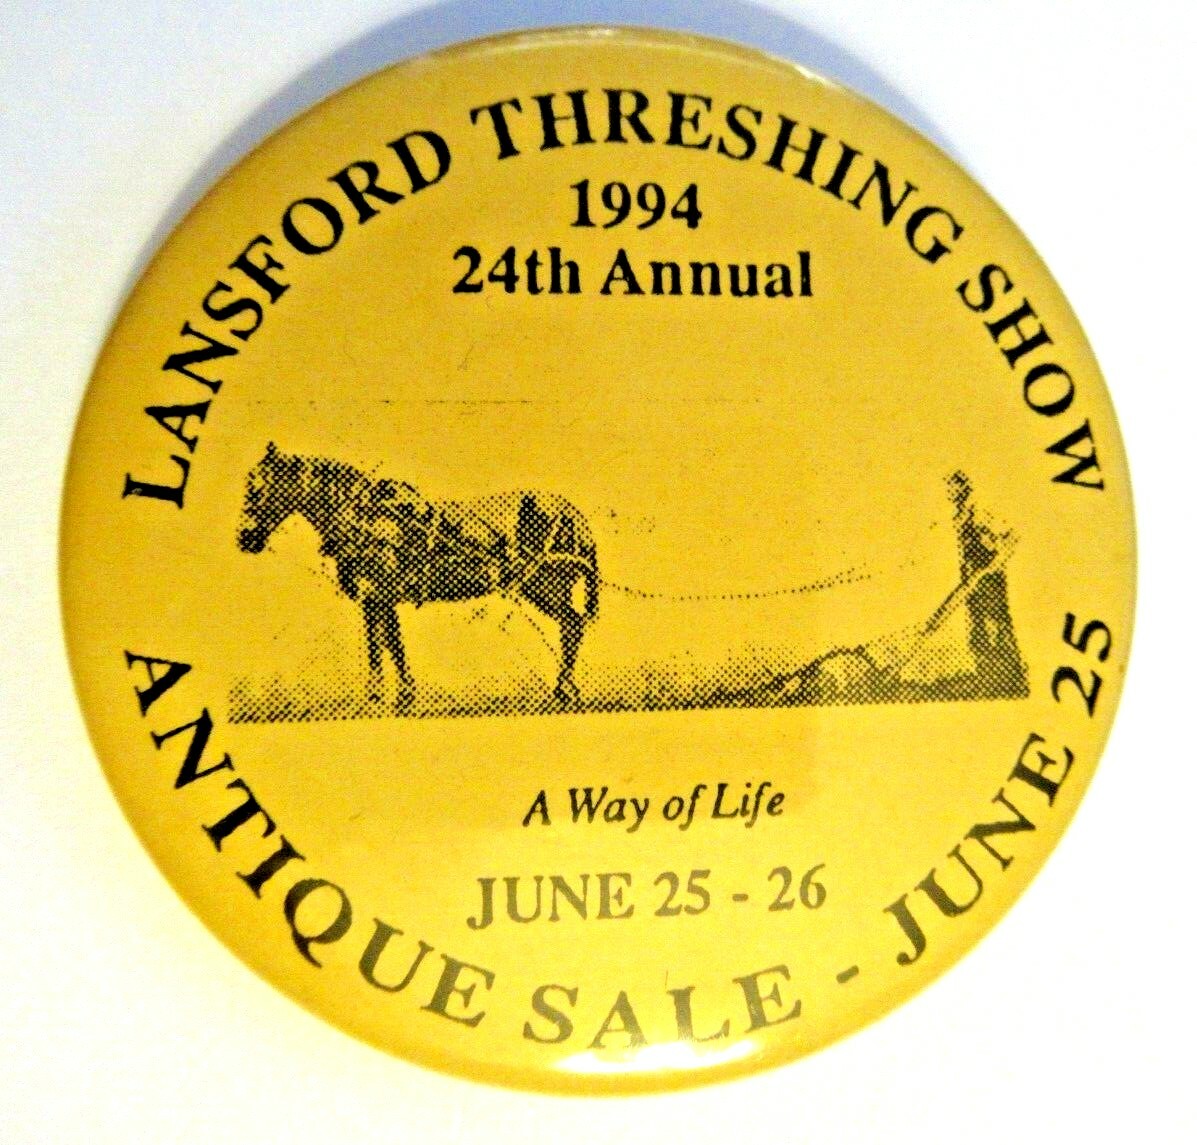 LANSFORD THRESHING SHOW
1994
24th Annual
A Way of Life
JUNE 25 - 26
ANTIQUE SALE - JUNE 25